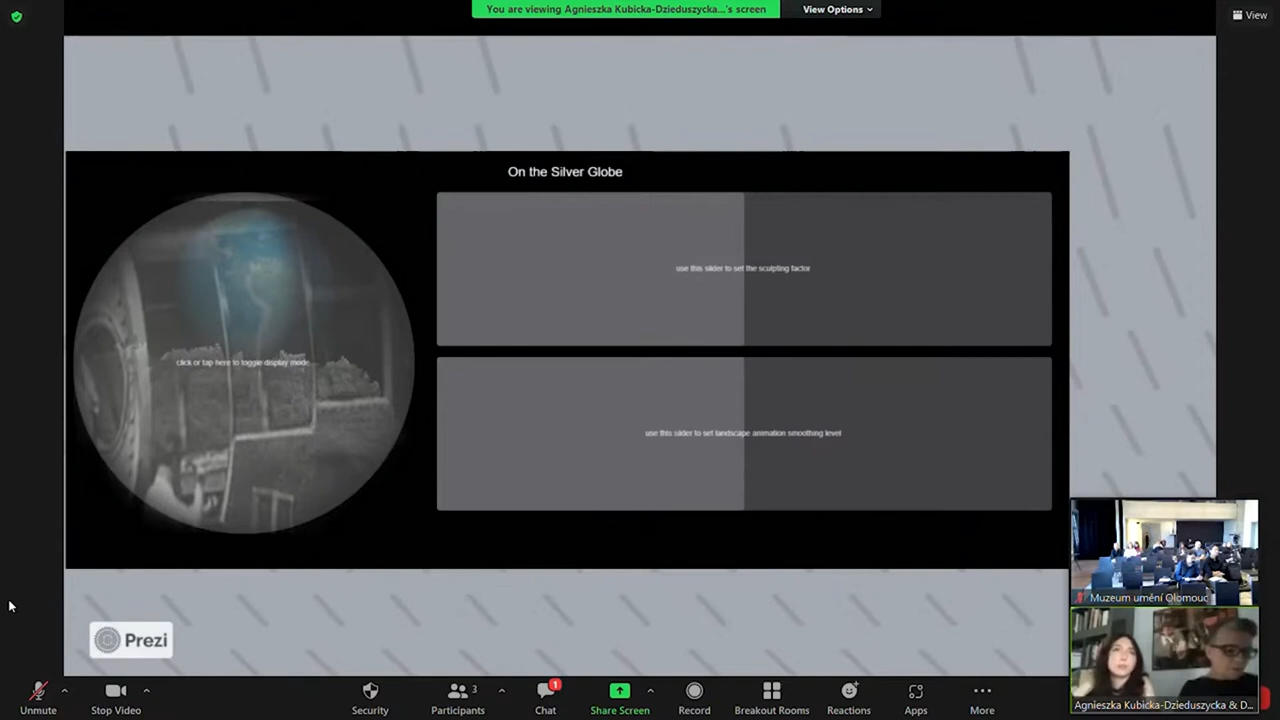 You are viewing Agnieszka Kubicka-Dzieduszycka...'s screen
View Options
View
On the Silver Globe
use this slider to set the sculpting factor
click or tap here to toggle display mode
use this slider to set landscape animation smoothing level
Muzeum umění Olomouc
Prezi
Agnieszka Kubicka-Dzieduszycka & D...
Unmute
Stop Video
Security
Participants
3
Chat
1
Share Screen
Record
Breakout Rooms
Reactions
Apps
More